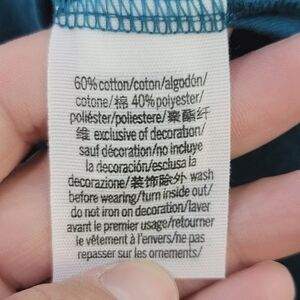 60% cotton/coton/algodón/
cotone/棉 40% polyester/
poliéster/poliestere/聚酯纤
维 exclusive of decoration/
sauf décoration/no incluye
la decoración/esclusa la
decorazione/装饰除外 wash
before wearing/turn inside out/
do not iron on decoration/laver
avant le premier usage/retourner
le vêtement à l'envers/ne pas
repasser sur les ornements/